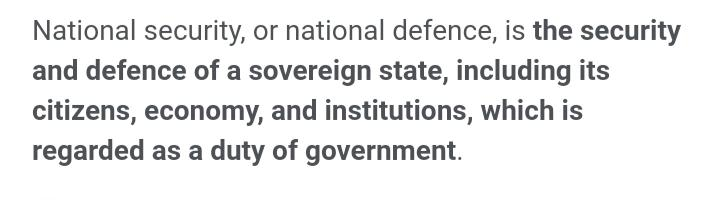 National security, or national defence, is the security
and defence of a sovereign state, including its
citizens, economy, and institutions, which is
regarded as a duty of government.